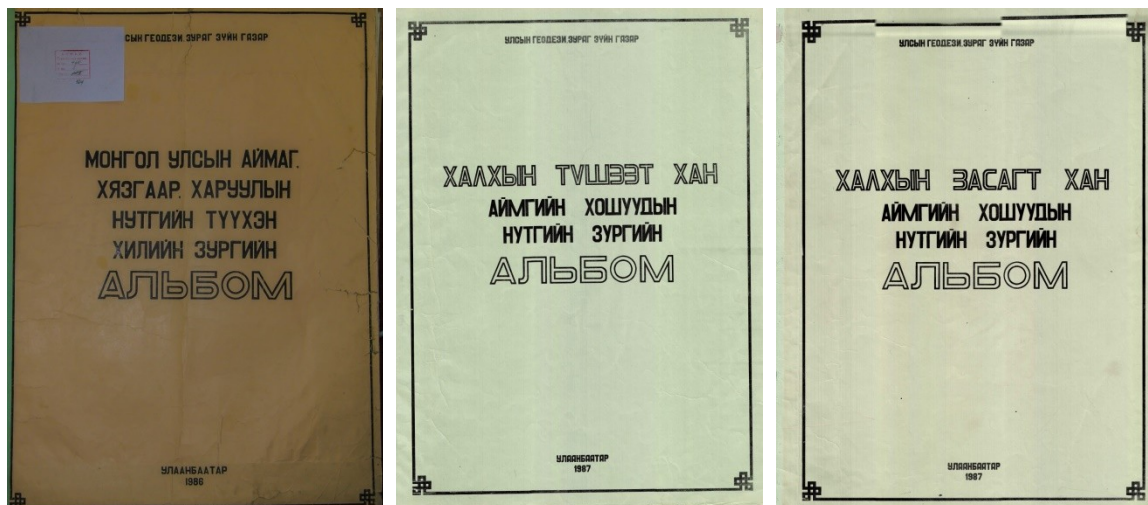 СЫН ГЕОДЕЗИ, ЗУРАГ ЗҮЙН ГАЗАР
МОНГОЛ УЛСЫН АЙМАГ,
ХЯЗГААР, ХАРУУЛЫН
НУТГИЙН ТҮҮХЭН
ХИЛИЙН ЗУРГИЙН
АЛЬБОМ
УЛААНБААТАР
1986
УЛСЫН ГЕОДЕЗИ, ЗУРАГ ЗҮЙН ГАЗАР
ХАЛХЫН ТҮШЭЭТ ХАН
АЙМГИЙН ХОШУУДЫН
НУТГИЙН ЗУРГИЙН
АЛЬБОМ
УЛААНБААТАР
1987
УЛСЫН ГЕОДЕЗИ, ЗУРАГ ЗҮЙН ГАЗАР
ХАЛХЫН ЗАСАГТ ХАН
АЙМГИЙН ХОШУУДЫН
НУТГИЙН ЗУРГИЙН
АЛЬБОМ
УЛААНБААТАР
1987